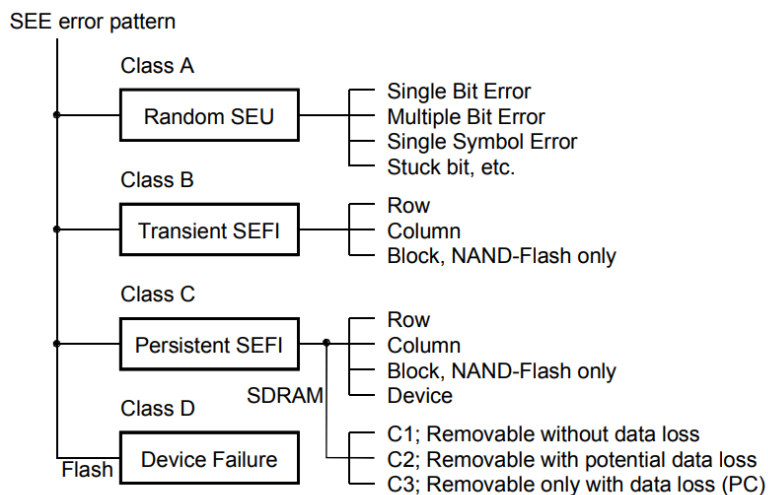 SEE error pattern
Class A
Random SEU
Single Bit Error
Multiple Bit Error
Single Symbol Error
Stuck bit, etc.
Class B
Transient SEFI
Row
Column
Block, NAND-Flash only
Class C
Persistent SEFI
Row
Column
Block, NAND-Flash only
Device
SDRAM
Class D
Flash
Device Failure
C1; Removable without data loss
C2; Removable with potential data loss
C3; Removable only with data loss (PC)